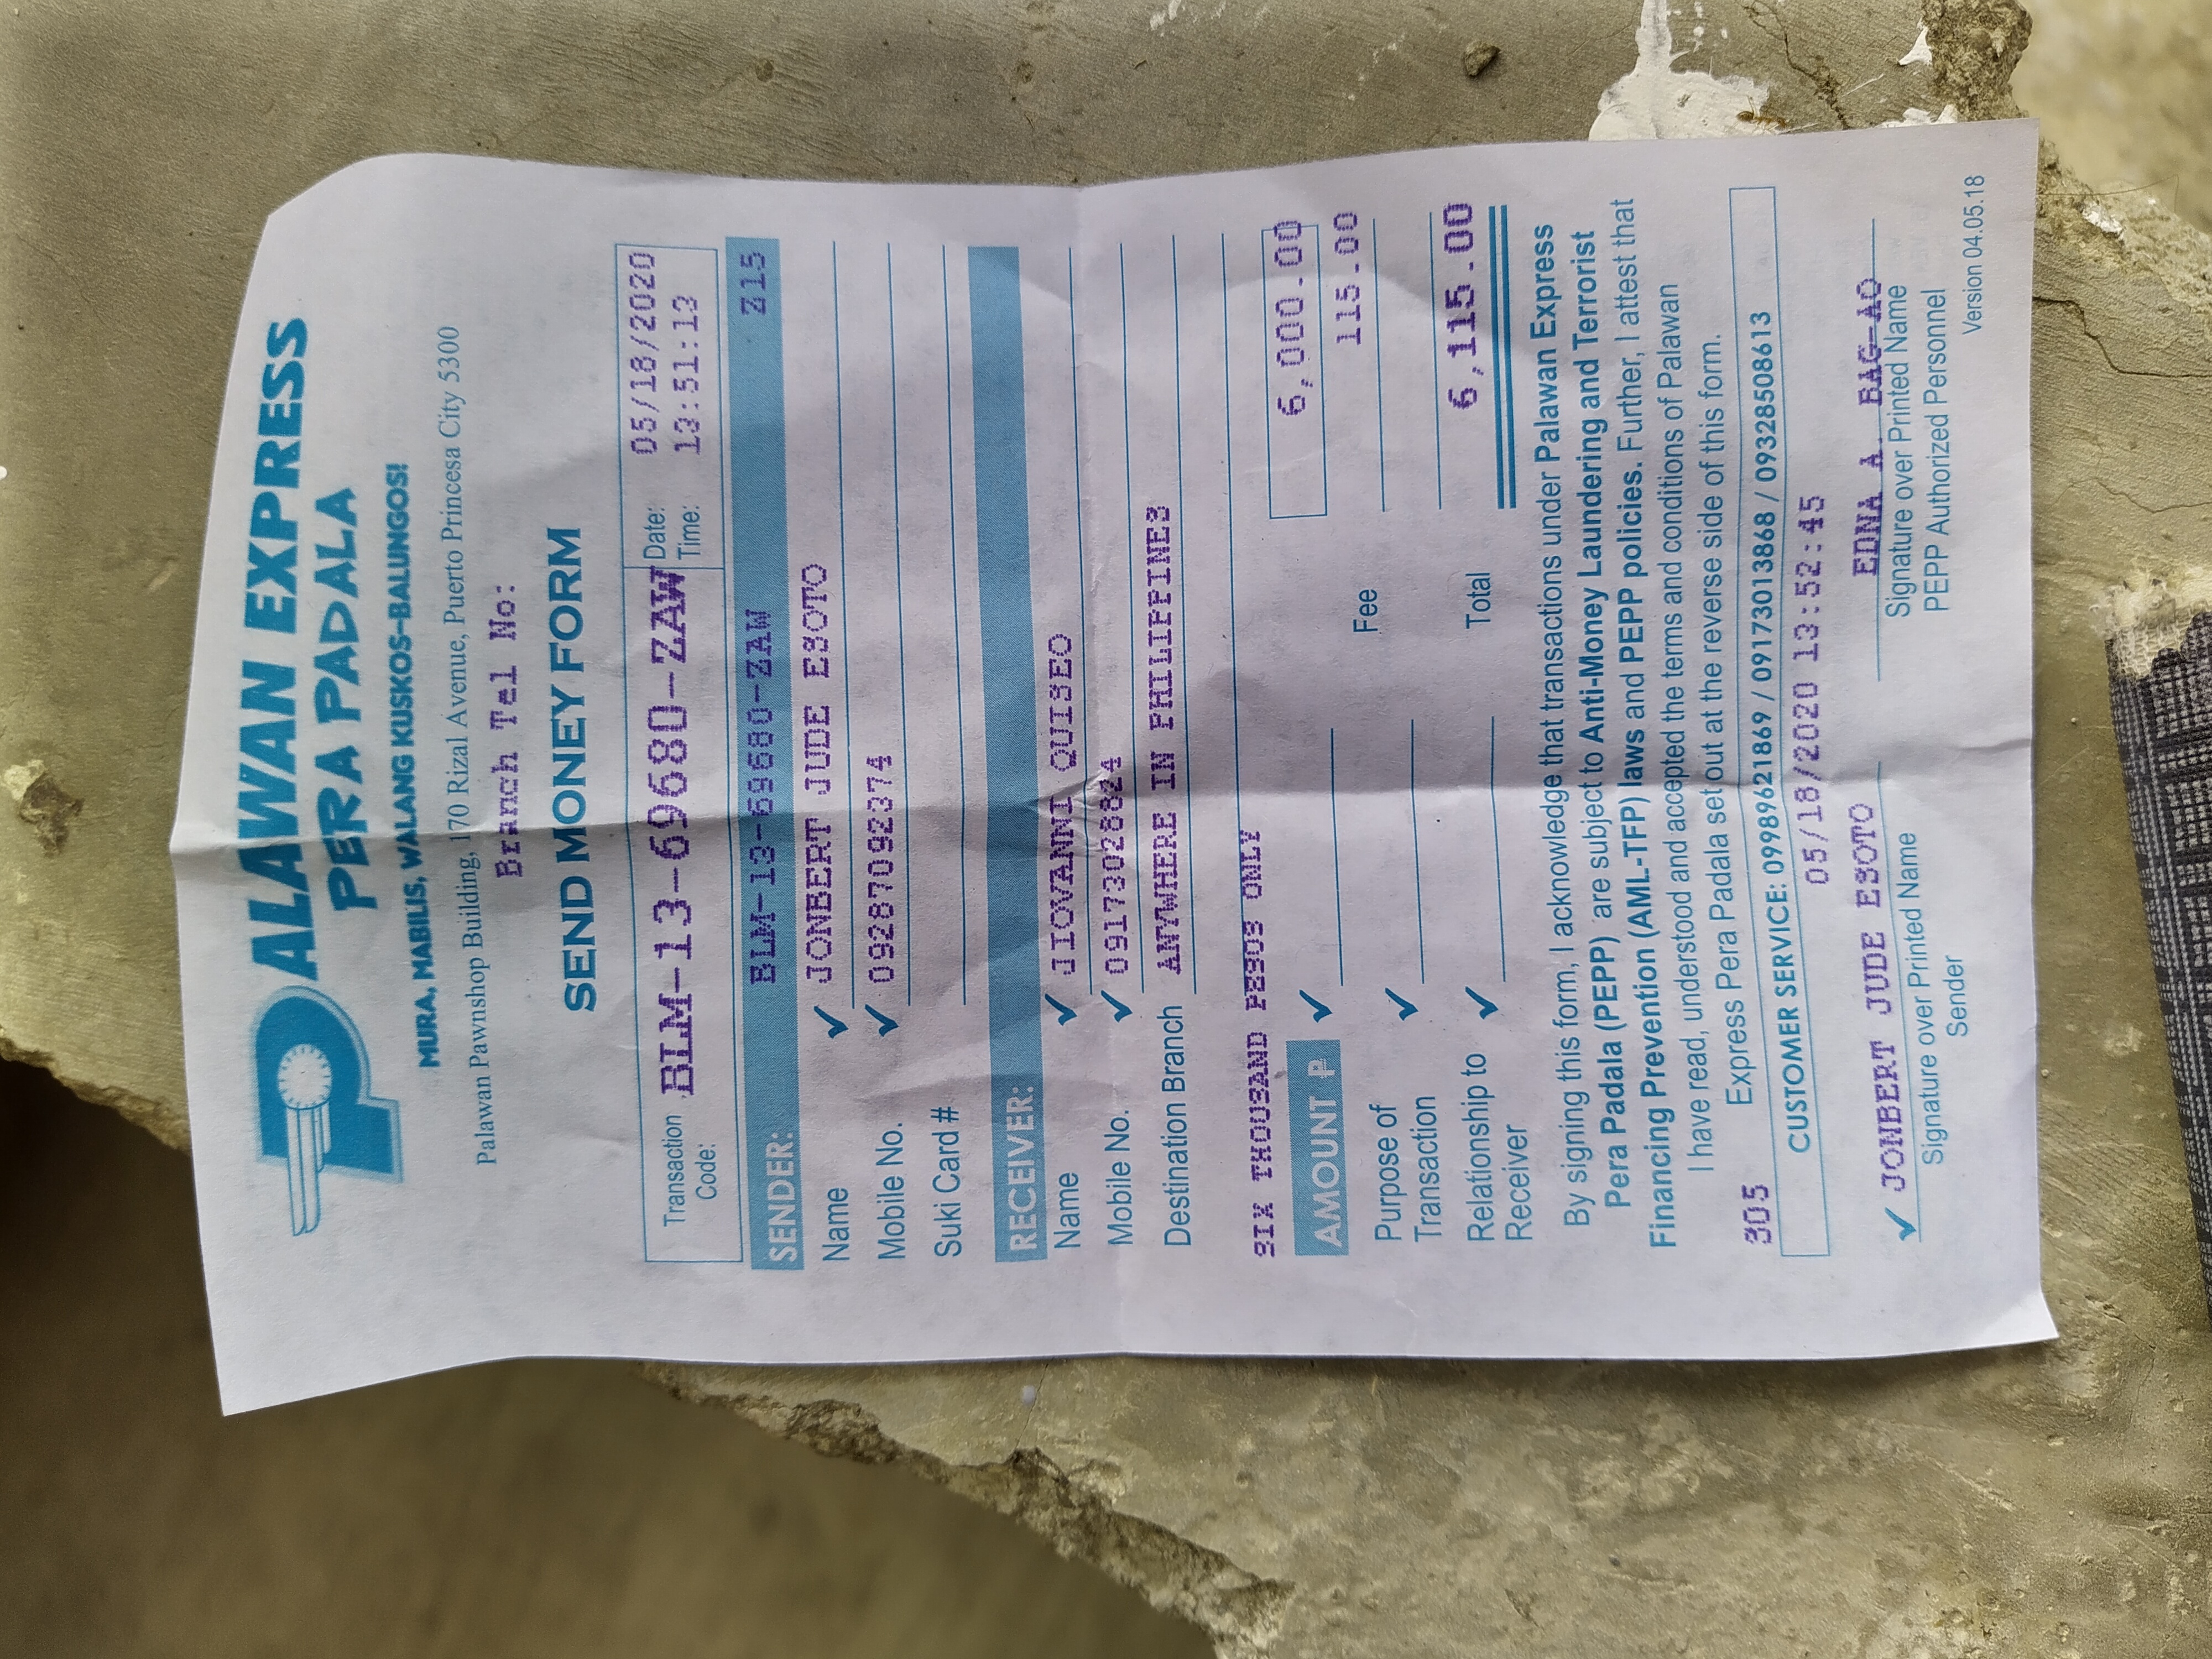 PALAWAN EXPRESS
PERA PADALA
MURA, MABILIS, WALANG KUSKOS-BALUNGOS!
Palawan Pawnshop Building, 170 Rizal Avenue, Puerto Princesa City 5300
Branch Tel No:
SEND MONEY FORM
Transaction Code: BLM-13-69680-ZAW Date: 05/18/2020
Time: 13:51:13
SENDER: BLM-13-69680-ZAW Z15
Name ✓ JONBERT JUDE ESOTO
Mobile No. ✓ 09287092374
Suki Card #
RECEIVER:
Name ✓ JIOVANNI QUISEO
Mobile No. ✓ 09173028824
Destination Branch ANYWHERE IN PHILIPPINES
SIX THOUSAND PESOS ONLY
AMOUNT ₱ ✓ 6,000.00
Purpose of Transaction ✓ Fee 115.00
Relationship to Receiver ✓ Total 6,115.00
By signing this form, I acknowledge that transactions under Palawan Express
Pera Padala (PEPP) are subject to Anti-Money Laundering and Terrorist
Financing Prevention (AML-TFP) laws and PEPP policies. Further, I attest that
I have read, understood and accepted the terms and conditions of Palawan
Express Pera Padala set out at the reverse side of this form.
305
CUSTOMER SERVICE: 09989621869 / 09173013868 / 09328508613
05/18/2020 13:52:45
✓ JONBERT JUDE ESOTO EDNA A. BAG-AO
Signature over Printed Name Signature over Printed Name
Sender PEPP Authorized Personnel
Version 04.05.18